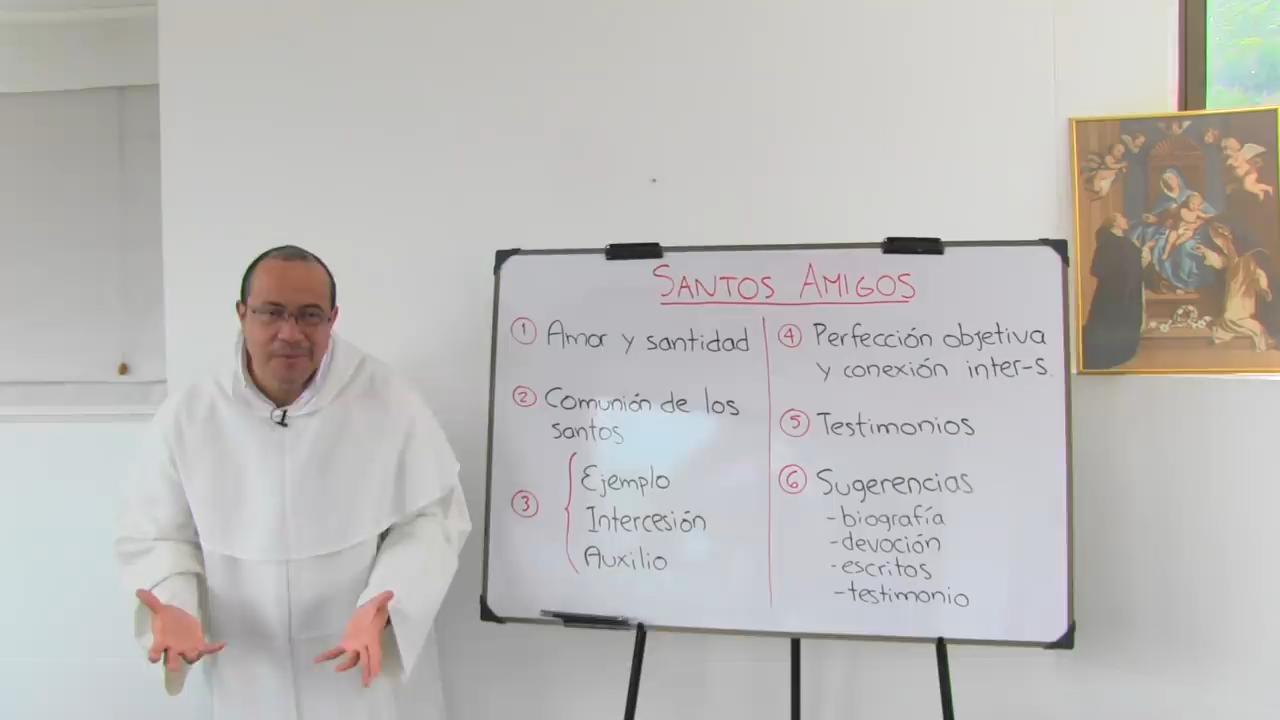 SANTOS AMIGOS
1 Amor y santidad
2 Comunión de los
santos
3 Ejemplo
Intercesión
Auxilio
4 Perfección objetiva
y conexión inter-s.
5 Testimonios
6 Sugerencias
- biografía
- devoción
- escritos
- testimonio